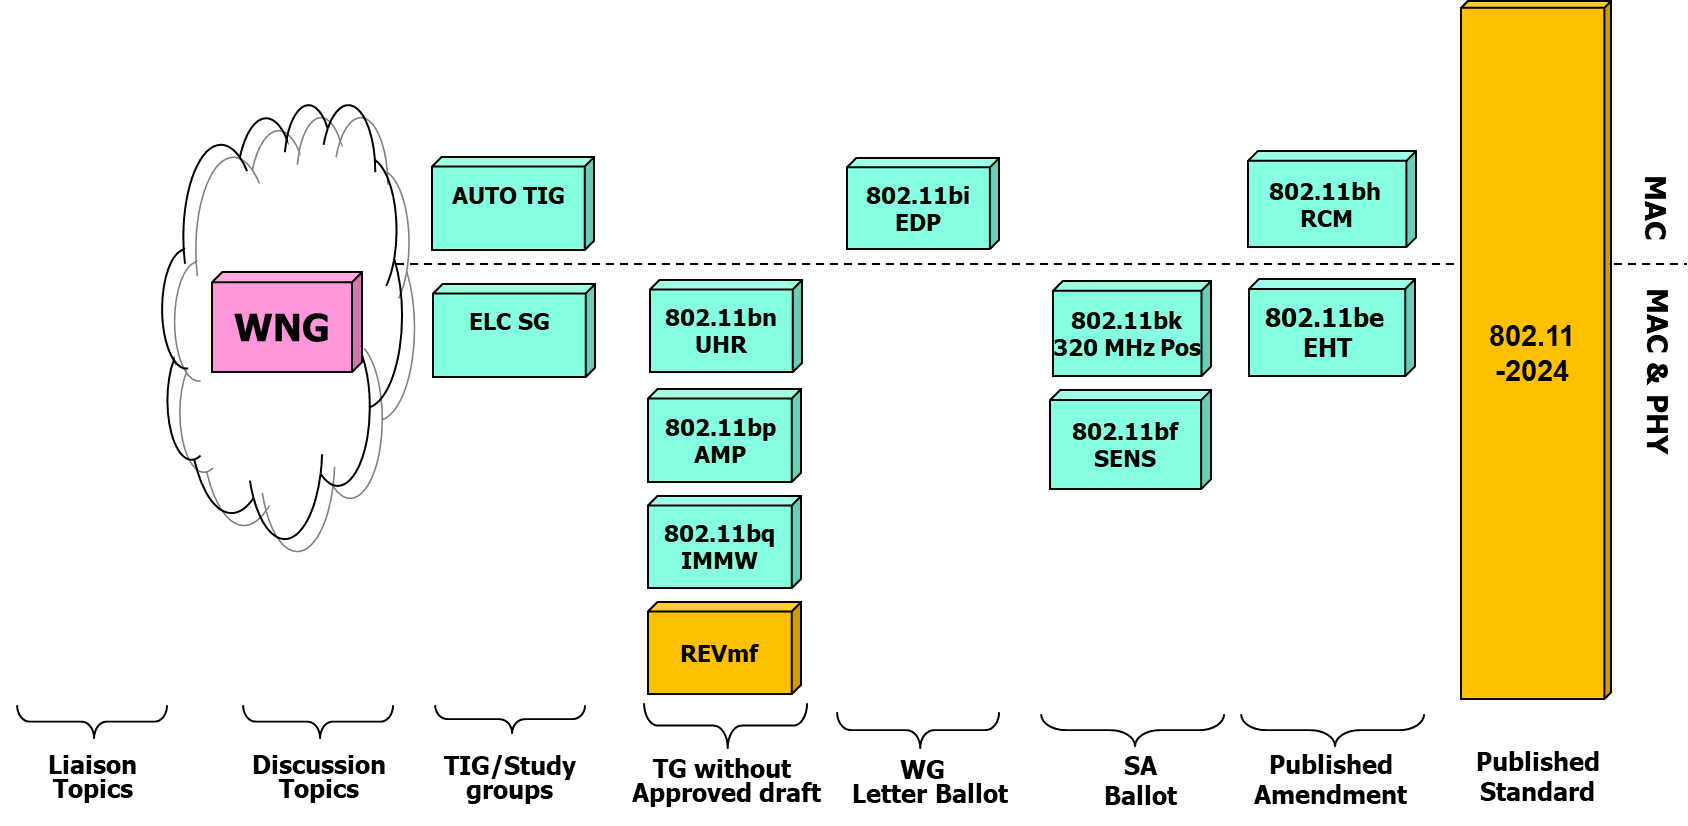 WNG
AUTO TIG
ELC SG
802.11bn
UHR
802.11bp
AMP
802.11bq
IMMW
REVmf
802.11bi
EDP
802.11bk
320 MHz Pos
802.11bf
SENS
802.11bh
RCM
802.11be
EHT
802.11
-2024
MAC
MAC & PHY
Liaison
Topics
Discussion
Topics
TIG/Study
groups
TG without
Approved draft
WG
Letter Ballot
SA
Ballot
Published
Amendment
Published
Standard